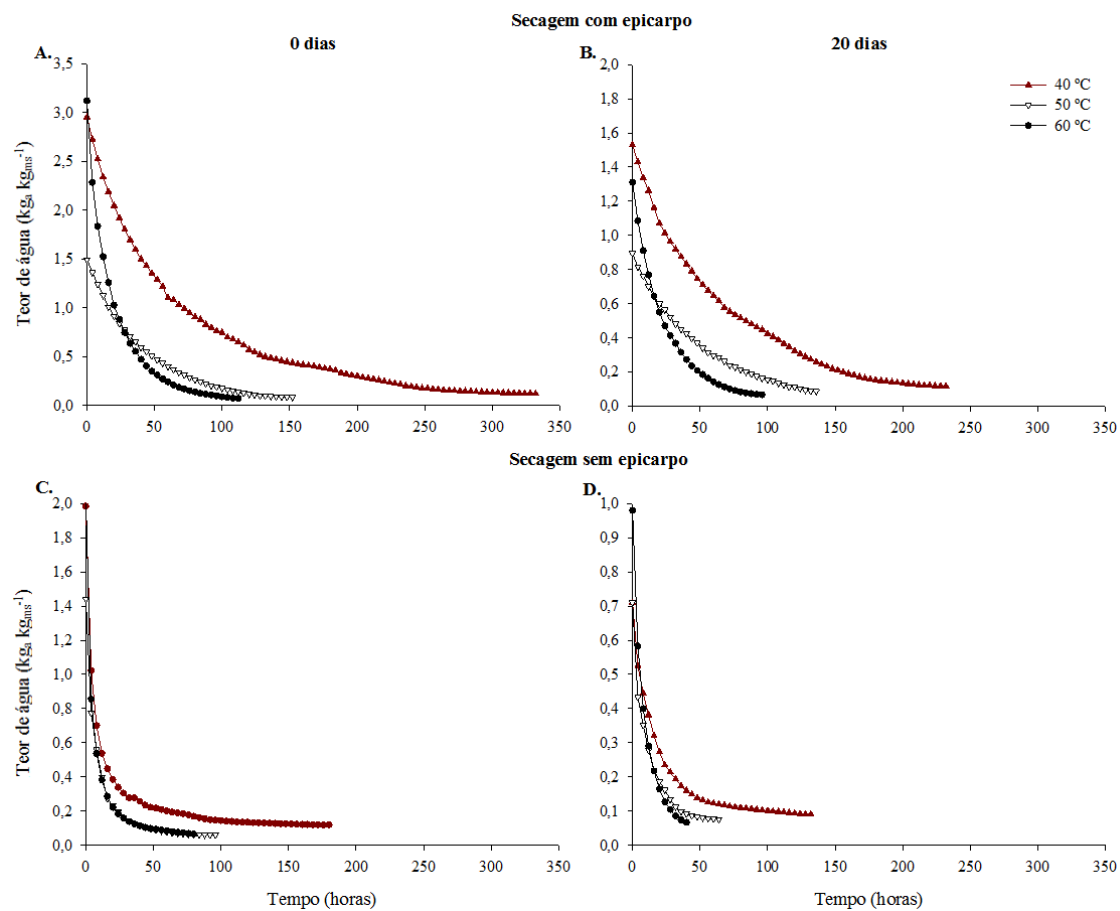 Secagem com epicarpo
0 dias
20 dias
A.
B.
3,5
3,0
2,5
2,0
1,5
1,0
0,5
0,0
Teor de água (kgₐ kgₘₛ⁻¹)
0 50 100 150 200 250 300 350
2,0
1,8
1,6
1,4
1,2
1,0
0,8
0,6
0,4
0,2
0,0
0 50 100 150 200 250 300 350
40 ºC
50 ºC
60 ºC
Secagem sem epicarpo
C.
D.
2,0
1,8
1,6
1,4
1,2
1,0
0,8
0,6
0,4
0,2
0,0
Teor de água (kgₐ kgₘₛ⁻¹)
0 50 100 150 200 250 300 350
Tempo (horas)
1,0
0,9
0,8
0,7
0,6
0,5
0,4
0,3
0,2
0,1
0,0
0 50 100 150 200 250 300 350
Tempo (horas)